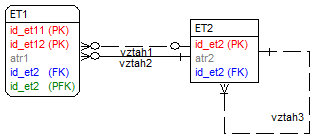 ET1
id_et11 (PK)
id_et12 (PK)
atr1
id_et2 (FK)
id_et2 (PFK)
vztah1
vztah2
ET2
id_et2 (PK)
atr2
id_et2 (FK)
vztah3